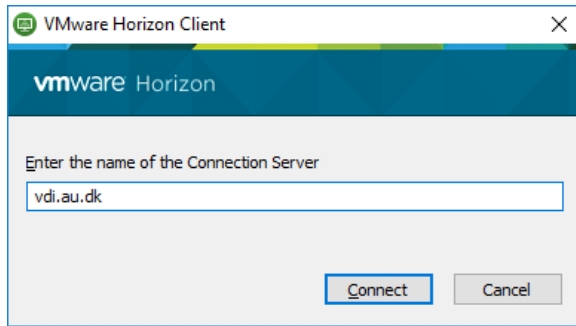 VMware Horizon Client
vmware Horizon
Enter the name of the Connection Server
vdi.au.dk
Connect Cancel